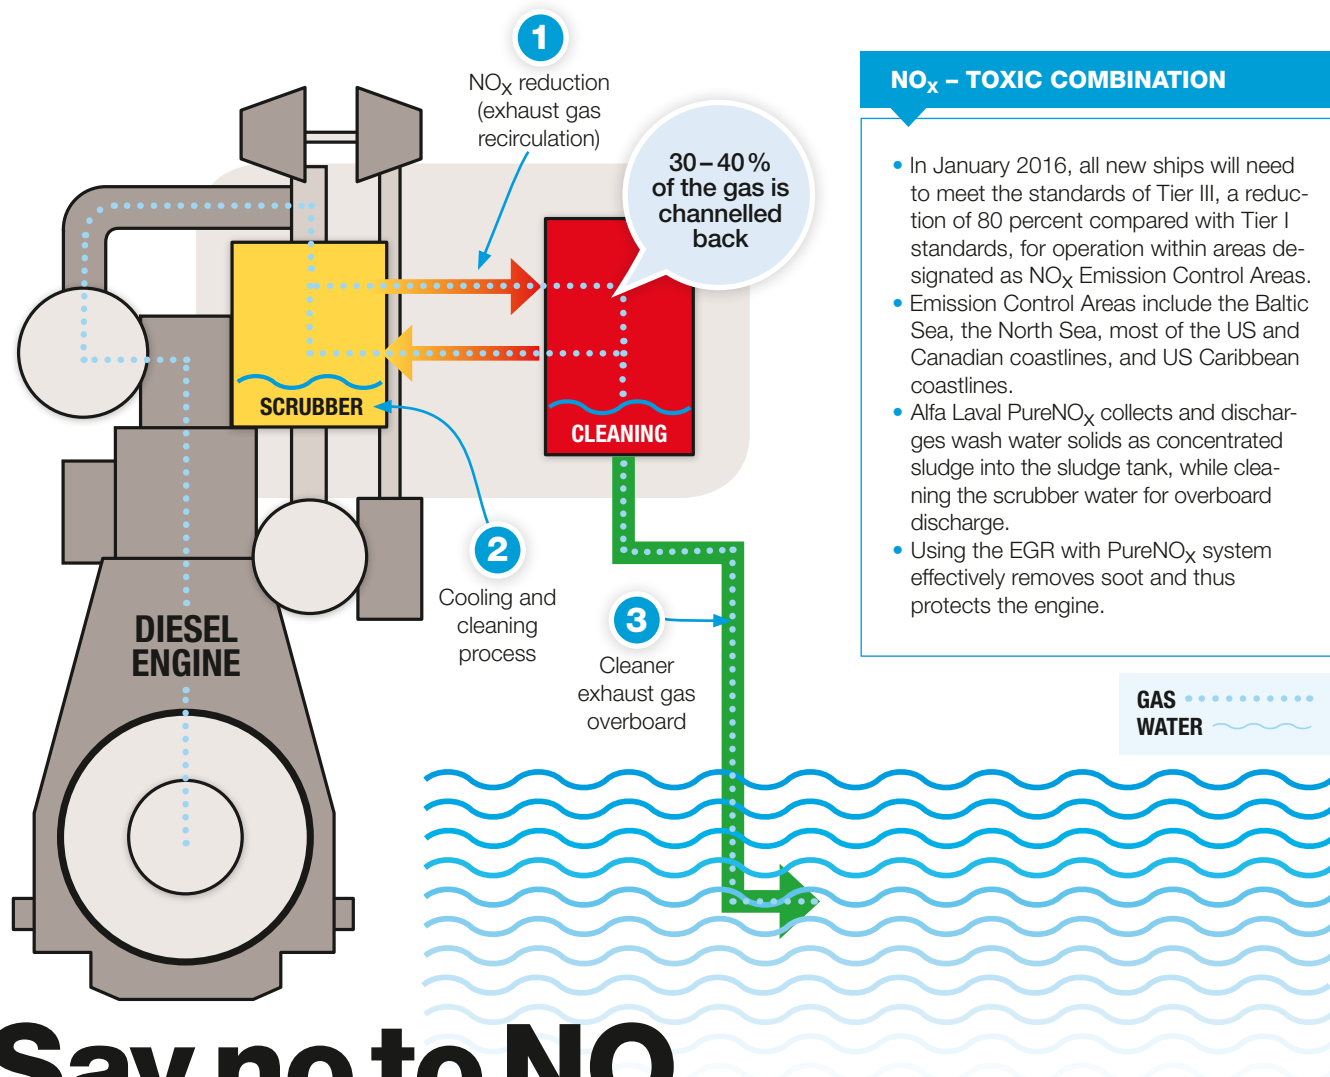 1
NOX reduction
(exhaust gas
recirculation)
30–40 %
of the gas is
channelled
back
SCRUBBER
CLEANING
2
Cooling and
cleaning
process
DIESEL
ENGINE
3
Cleaner
exhaust gas
overboard
NOX – TOXIC COMBINATION
• In January 2016, all new ships will need
to meet the standards of Tier III, a reduc-
tion of 80 percent compared with Tier I
standards, for operation within areas de-
signated as NOX Emission Control Areas.
• Emission Control Areas include the Baltic
Sea, the North Sea, most of the US and
Canadian coastlines, and US Caribbean
coastlines.
• Alfa Laval PureNOX collects and dischar-
ges wash water solids as concentrated
sludge into the sludge tank, while clea-
ning the scrubber water for overboard
discharge.
• Using the EGR with PureNOX system
effectively removes soot and thus
protects the engine.
GAS
WATER
Say no to NO